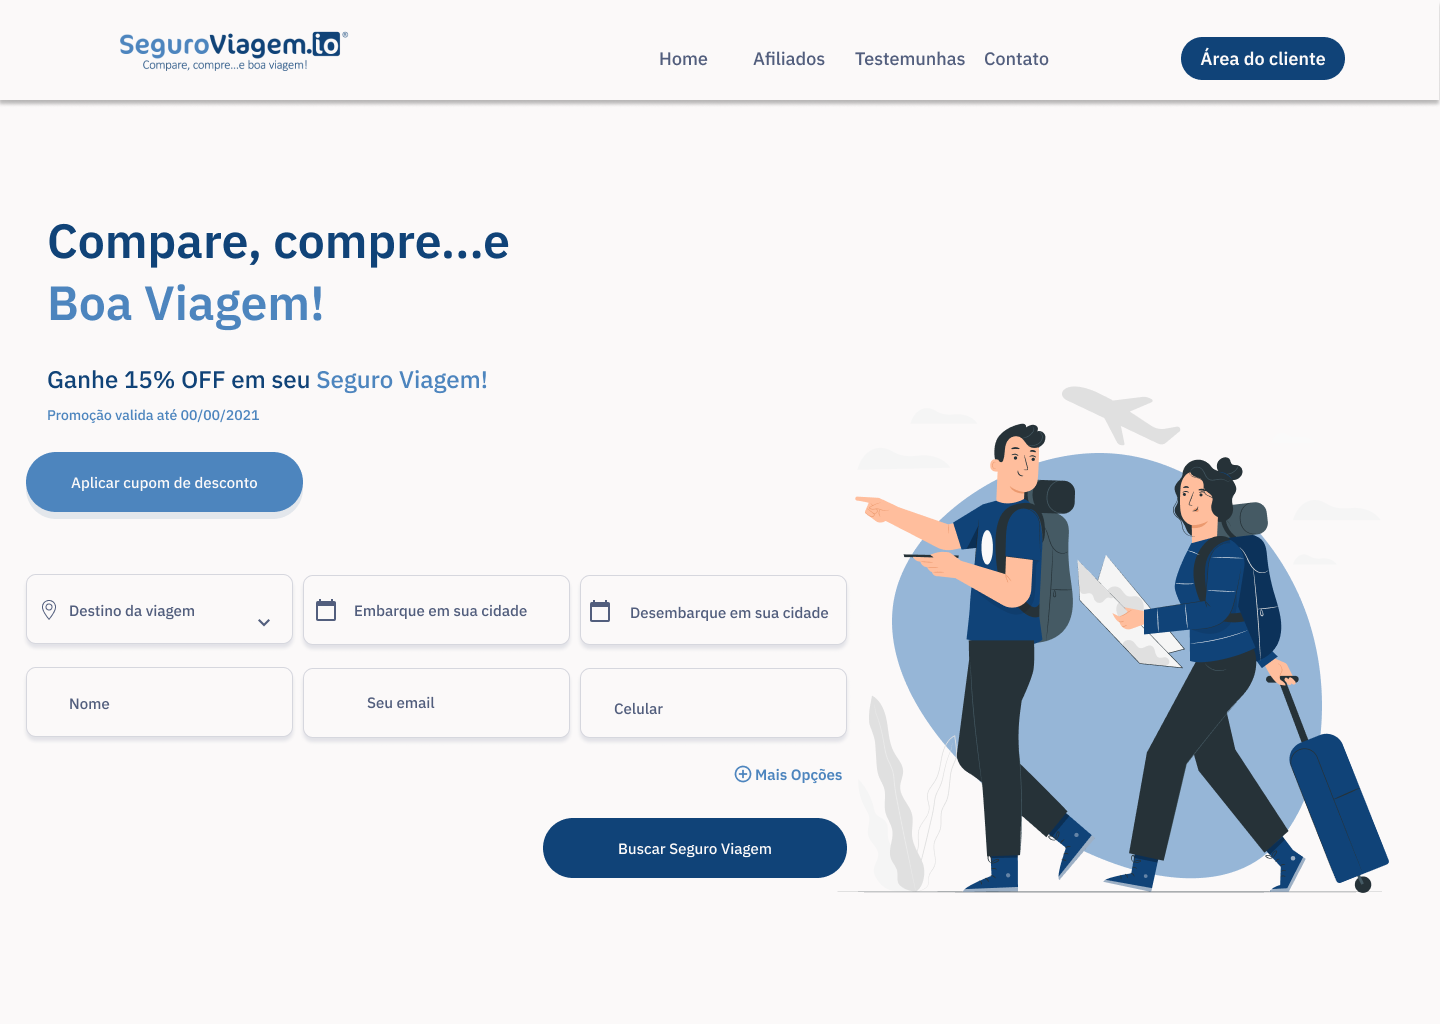 SeguroViagem.io®
Compare, compre...e boa viagem!
Home Afiliados Testemunhas Contato
Área do cliente
Compare, compre...e
Boa Viagem!
Ganhe 15% OFF em seu Seguro Viagem!
Promoção valida até 00/00/2021
Aplicar cupom de desconto
Destino da viagem
Embarque em sua cidade
Desembarque em sua cidade
Nome
Seu email
Celular
Mais Opções
Buscar Seguro Viagem